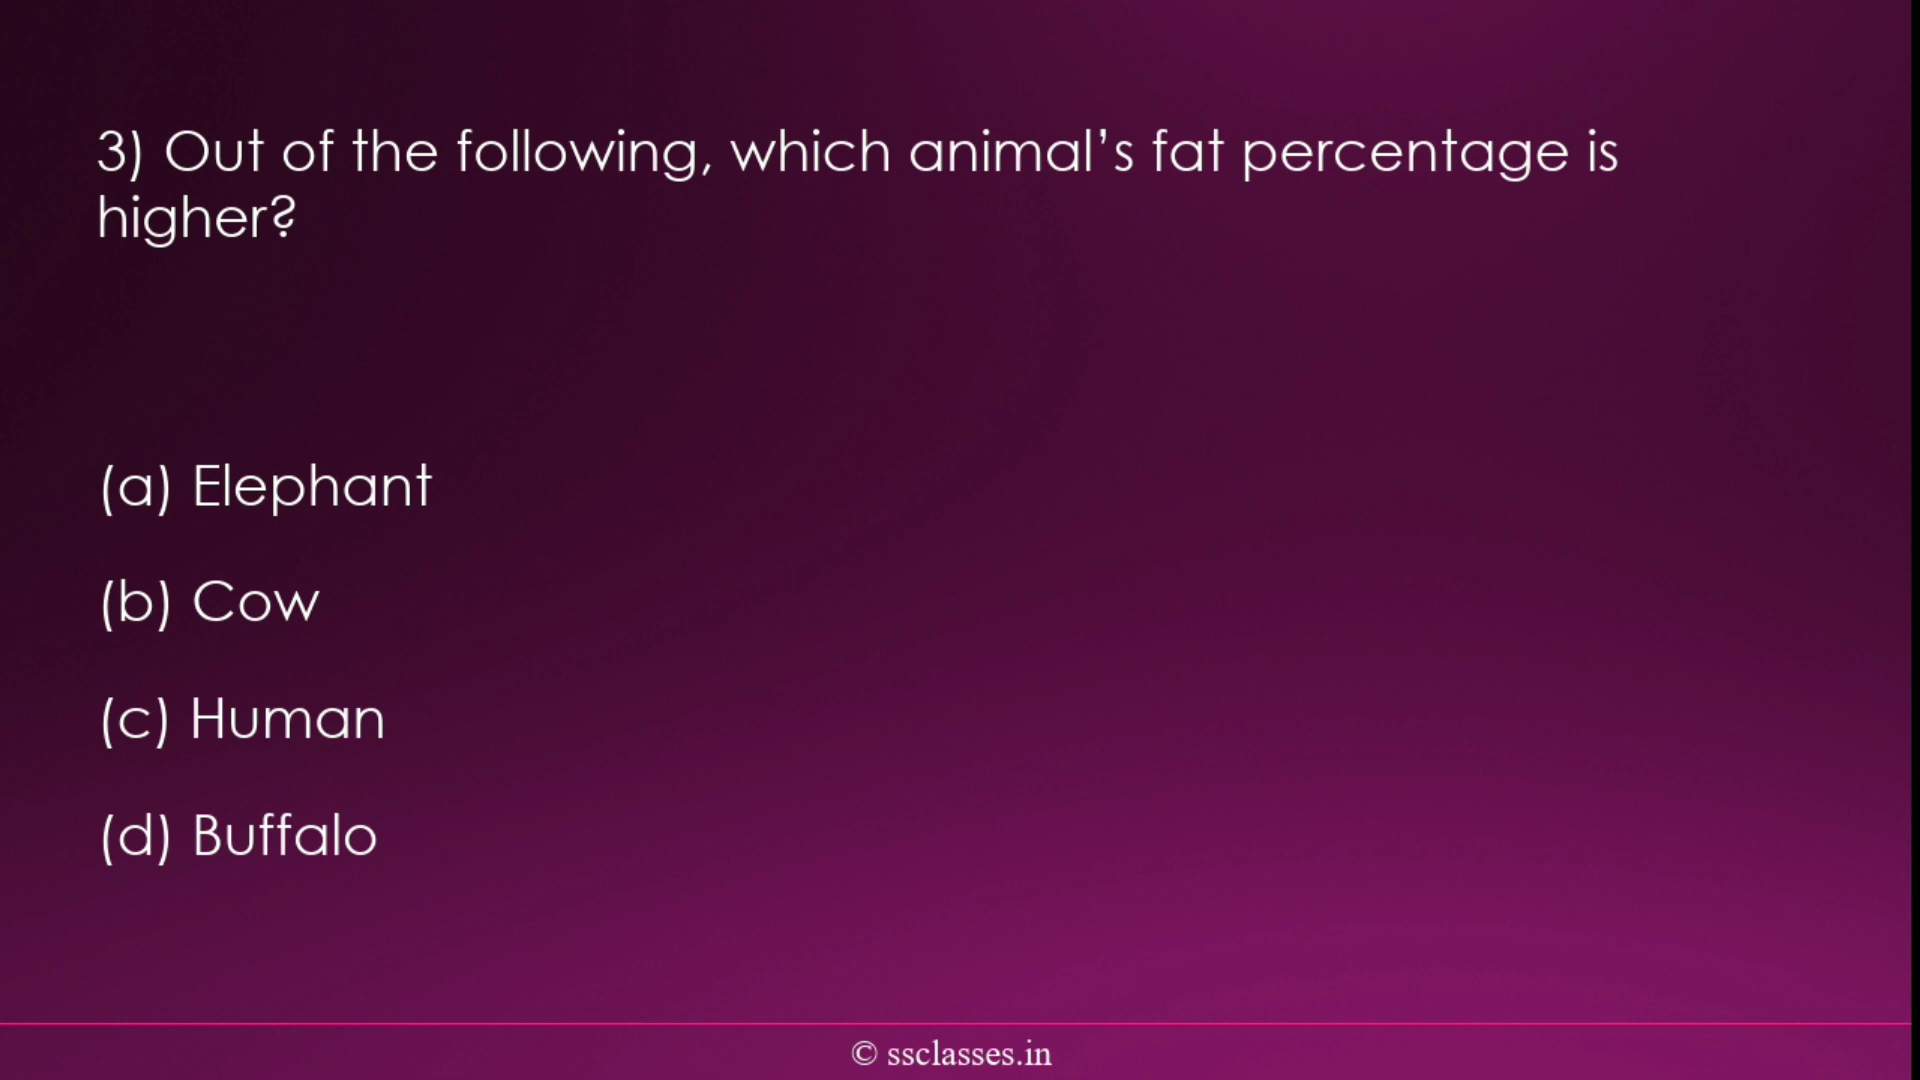 3) Out of the following, which animal’s fat percentage is
higher?
(a) Elephant
(b) Cow
(c) Human
(d) Buffalo
© ssclasses.in